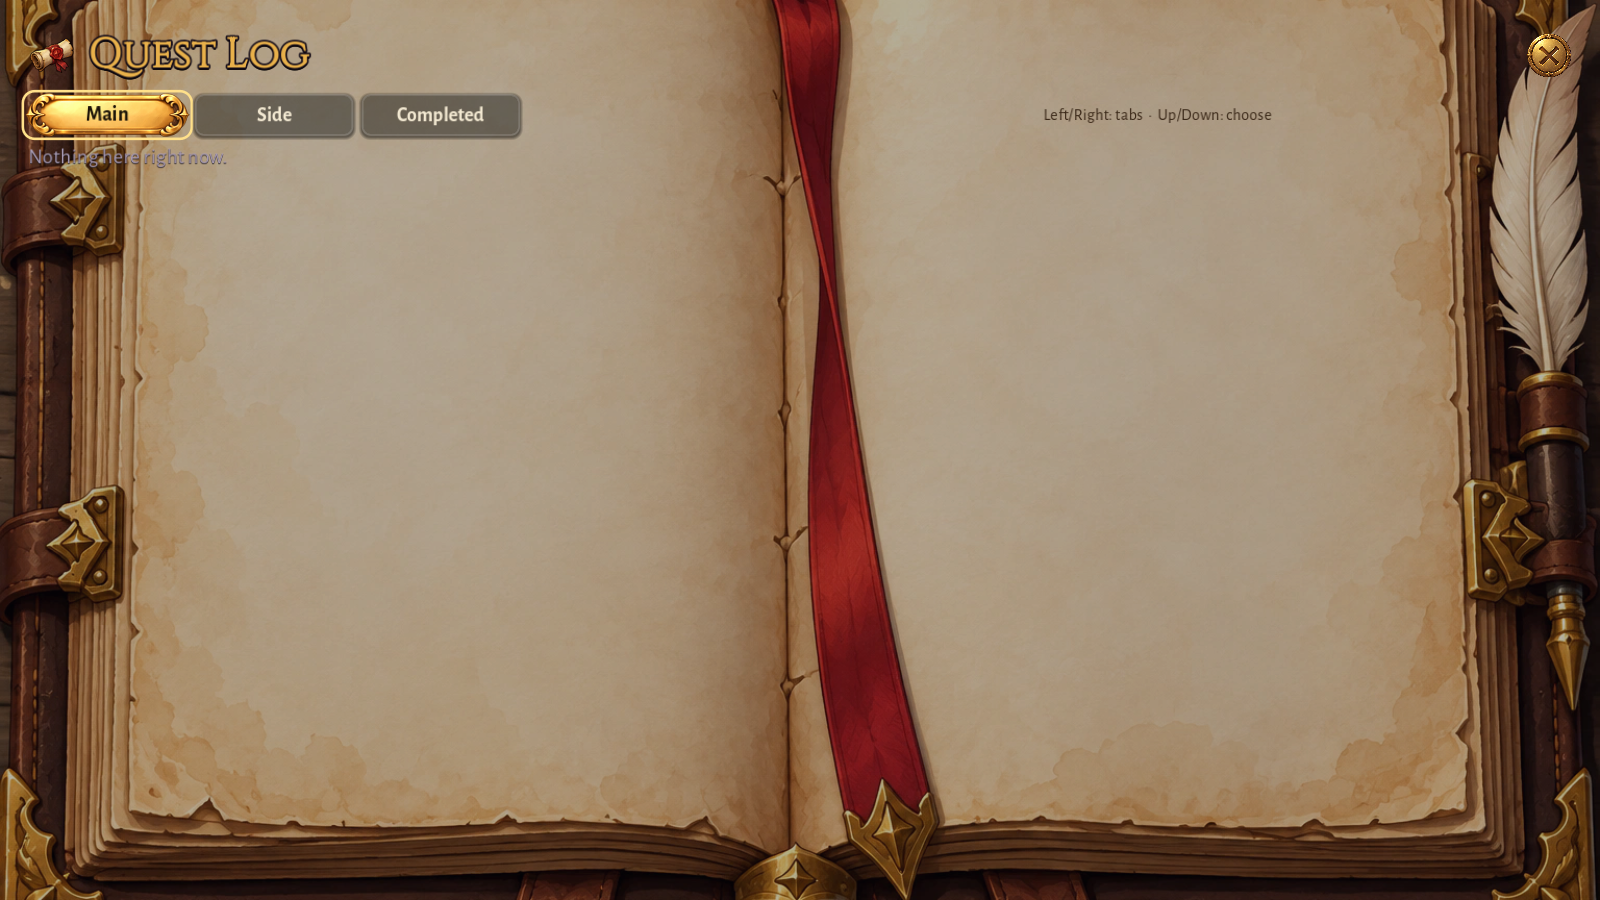 Quest Log
Main
Side
Completed
Left/Right: tabs · Up/Down: choose
Nothing here right now.